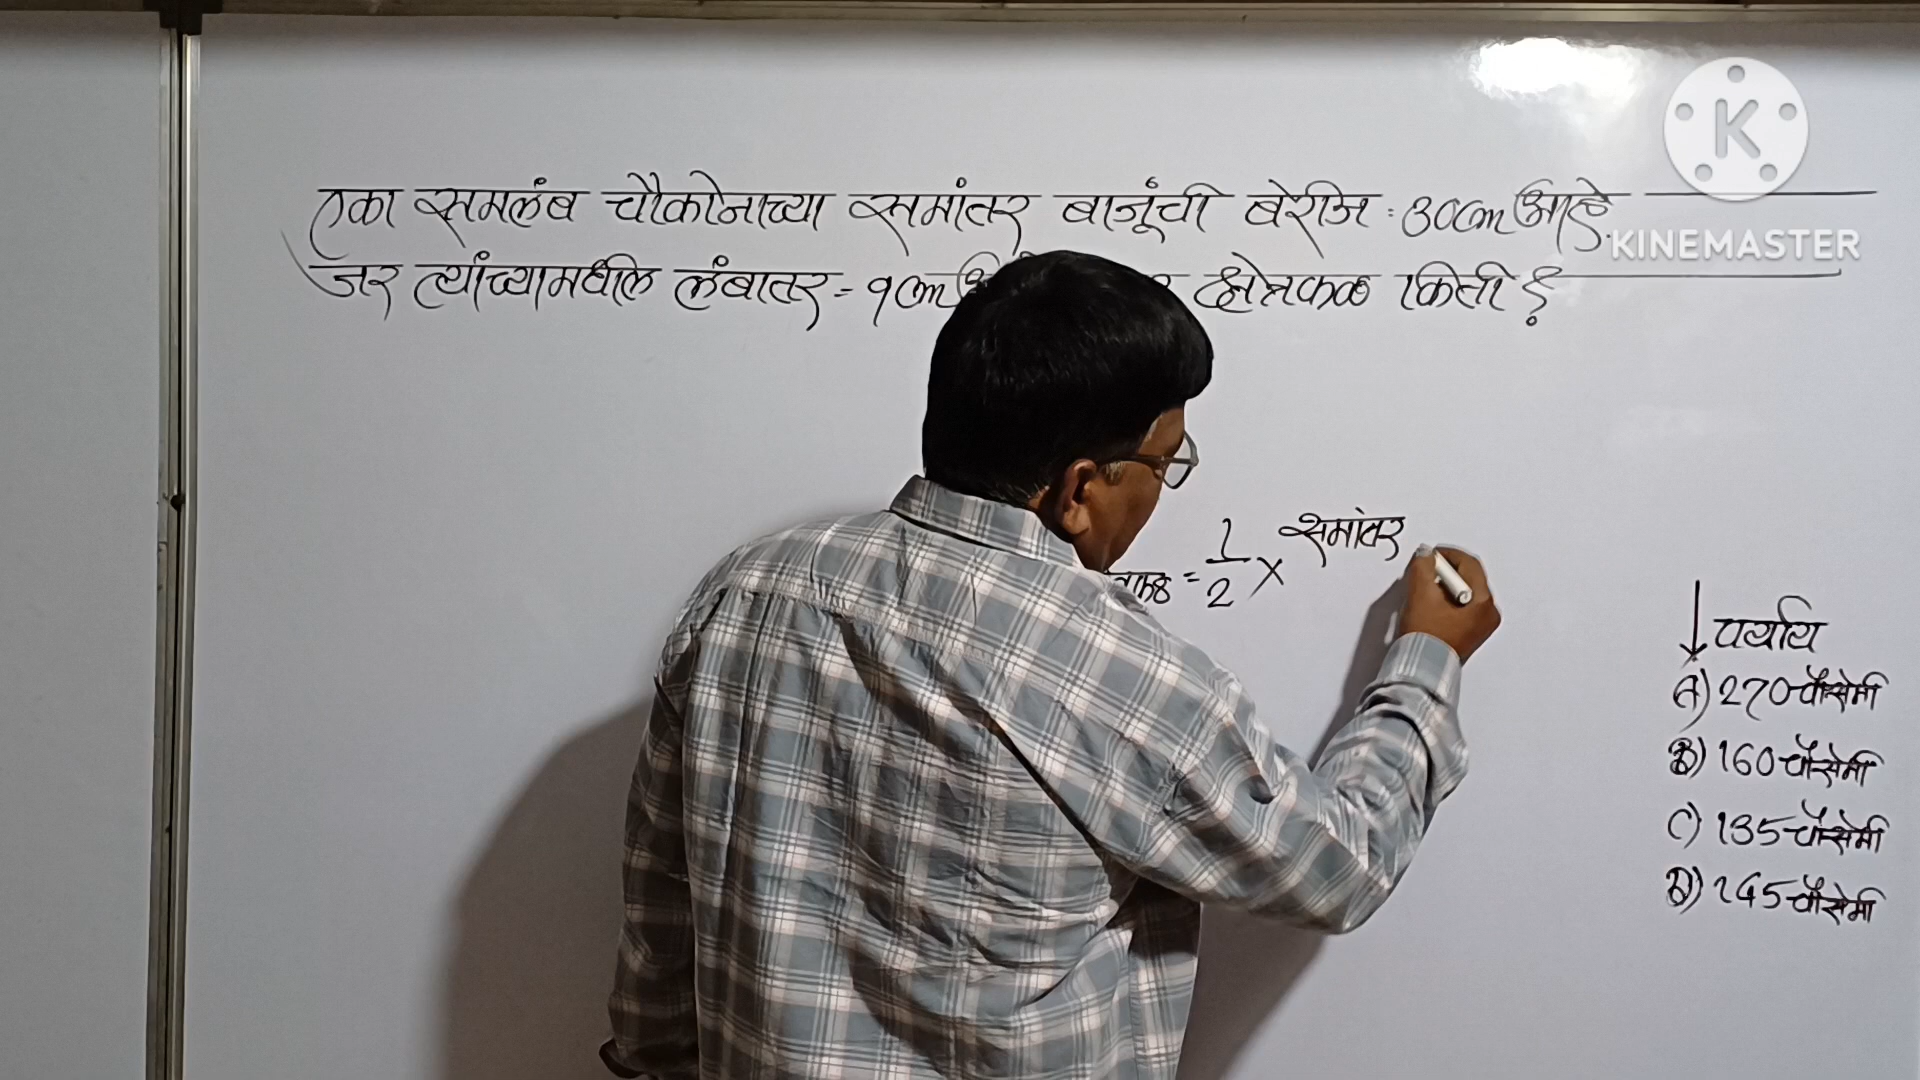 एका समलंब चौकोनाच्या समांतर बाजूंची बेरीज = 30cm आहे.
जर त्यांच्यामधील लंबातर = 9cm क्षेत्रफळ किती?
= 1/2 × समांतर
पर्याय
A) 270 चौसेमी
B) 160 चौसेमी
C) 135 चौसेमी
D) 145 चौसेमी
K
KINEMASTER